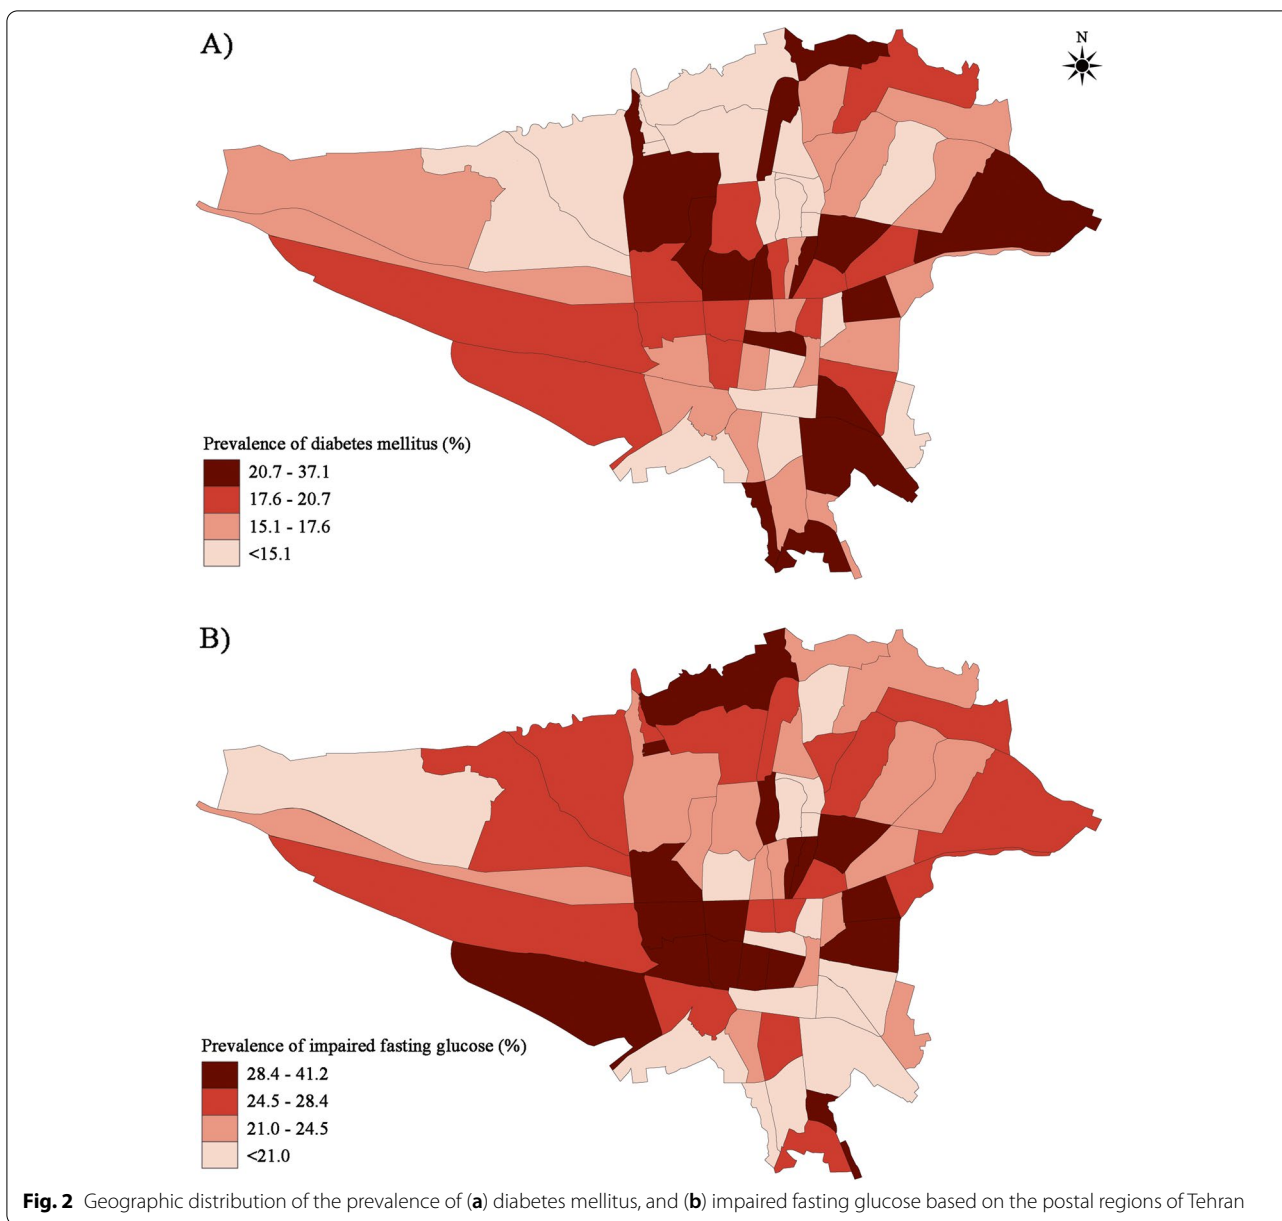 A)
N
Prevalence of diabetes mellitus (%)
20.7 - 37.1
17.6 - 20.7
15.1 - 17.6
<15.1
B)
Prevalence of impaired fasting glucose (%)
28.4 - 41.2
24.5 - 28.4
21.0 - 24.5
<21.0
Fig. 2 Geographic distribution of the prevalence of (a) diabetes mellitus, and (b) impaired fasting glucose based on the postal regions of Tehran